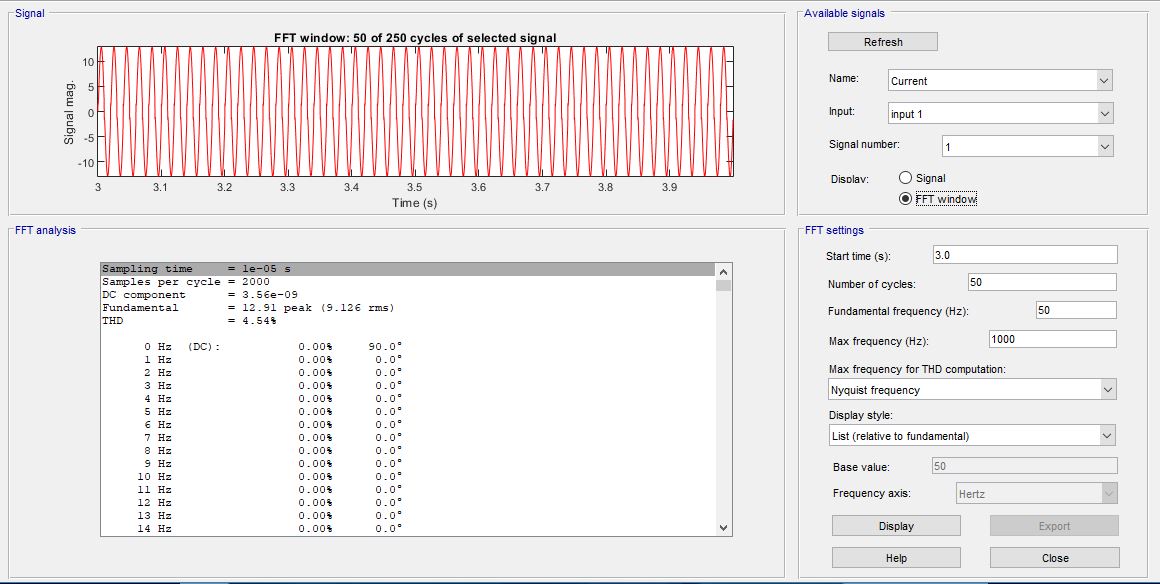 Signal
FFT window: 50 of 250 cycles of selected signal
Signal mag.
10
5
0
-5
-10
3 3.1 3.2 3.3 3.4 3.5 3.6 3.7 3.8 3.9
Time (s)
FFT analysis
Sampling time = 1e-05 s
Samples per cycle = 2000
DC component = 3.56e-09
Fundamental = 12.91 peak (9.126 rms)
THD = 4.54%
0 Hz (DC): 0.00% 90.0°
1 Hz 0.00% 0.0°
2 Hz 0.00% 0.0°
3 Hz 0.00% 0.0°
4 Hz 0.00% 0.0°
5 Hz 0.00% 0.0°
6 Hz 0.00% 0.0°
7 Hz 0.00% 0.0°
8 Hz 0.00% 0.0°
9 Hz 0.00% 0.0°
10 Hz 0.00% 0.0°
11 Hz 0.00% 0.0°
12 Hz 0.00% 0.0°
13 Hz 0.00% 0.0°
14 Hz 0.00% 0.0°
Available signals
Refresh
Name: Current
Input: input 1
Signal number: 1
Display: Signal
FFT window
FFT settings
Start time (s): 3.0
Number of cycles: 50
Fundamental frequency (Hz): 50
Max frequency (Hz): 1000
Max frequency for THD computation:
Nyquist frequency
Display style:
List (relative to fundamental)
Base value: 50
Frequency axis: Hertz
Display Export
Help Close